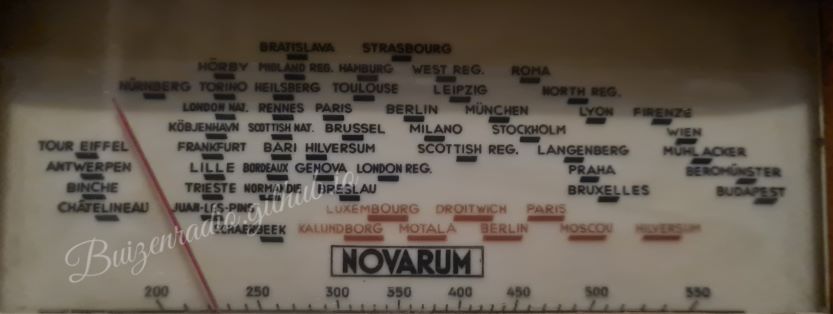 BRATISLAVA STRASBOURG
HÖRBY MIDLAND REG. HAMBURG WEST REG. ROMA
NÜRNBERG TORINO HEILSBERG TOULOUSE LEIPZIG NORTH REG.
LONDON NAT. RENNES PARIS BERLIN MÜNCHEN LYON FIRENZE
KÖBJENHAVN SCOTTISH NAT. BRUSSEL MILANO STOCKHOLM WIEN
TOUR EIFFEL FRANKFURT BARI HILVERSUM SCOTTISH REG. LANGENBERG MÜHLACKER
ANTWERPEN LILLE BORDEAUX GENOVA LONDON REG. PRAHA BEROMÜNSTER
BINCHE TRIESTE NORMANDIE BRESLAU BRUXELLES BUDAPEST
CHÂTELINEAU JUAN-LES-PINS LUXEMBOURG DROITWICH PARIS
SCHAERBEEK KALUNDBORG MOTALA BERLIN MOSCOU HILVERSUM
Buizenradio.github.io
NOVARUM
200 250 300 350 400 450 500 550